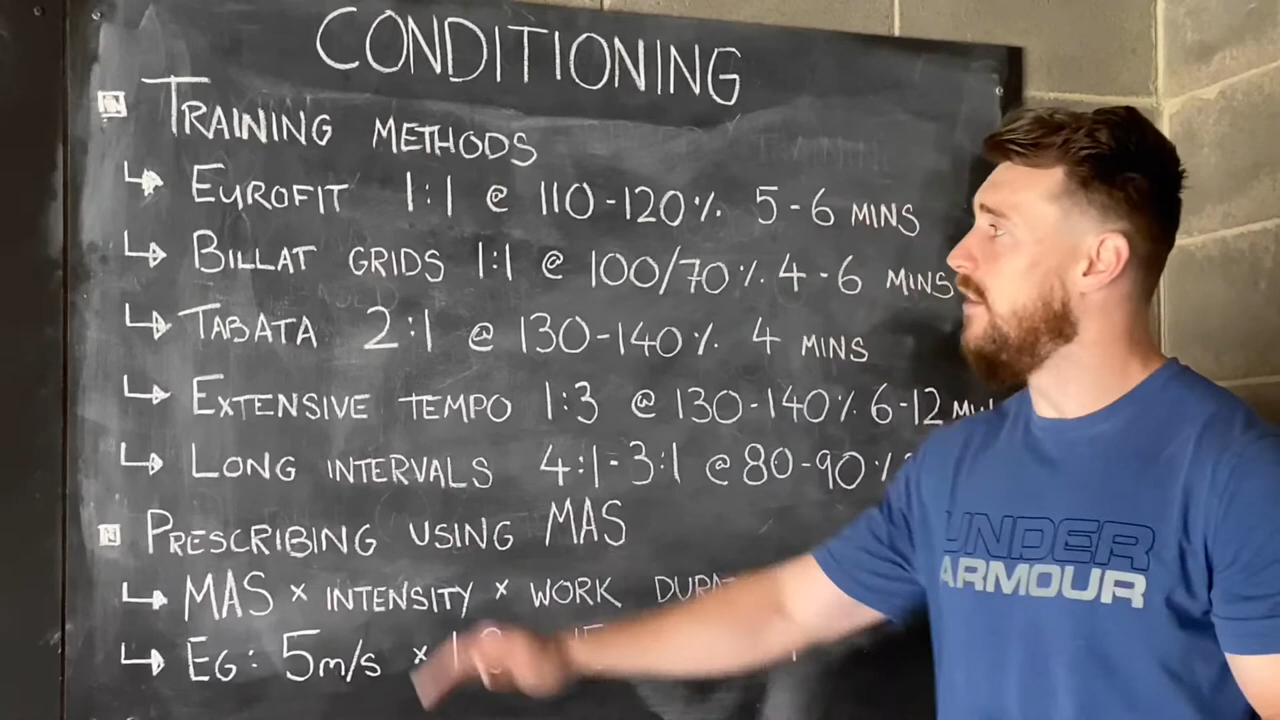 CONDITIONING
TRAINING METHODS
EUROFIT 1:1 @ 110-120% 5-6 MINS
BILLAT GRIDS 1:1 @ 100/70% 4-6 MINS
TABATA 2:1 @ 130-140% 4 MINS
EXTENSIVE TEMPO 1:3 @ 130-140% 6-12
LONG INTERVALS 4:1-3:1 @ 80-90%
PRESCRIBING USING MAS
MAS × INTENSITY × WORK
EG: 5m/s ×
UNDER
ARMOUR